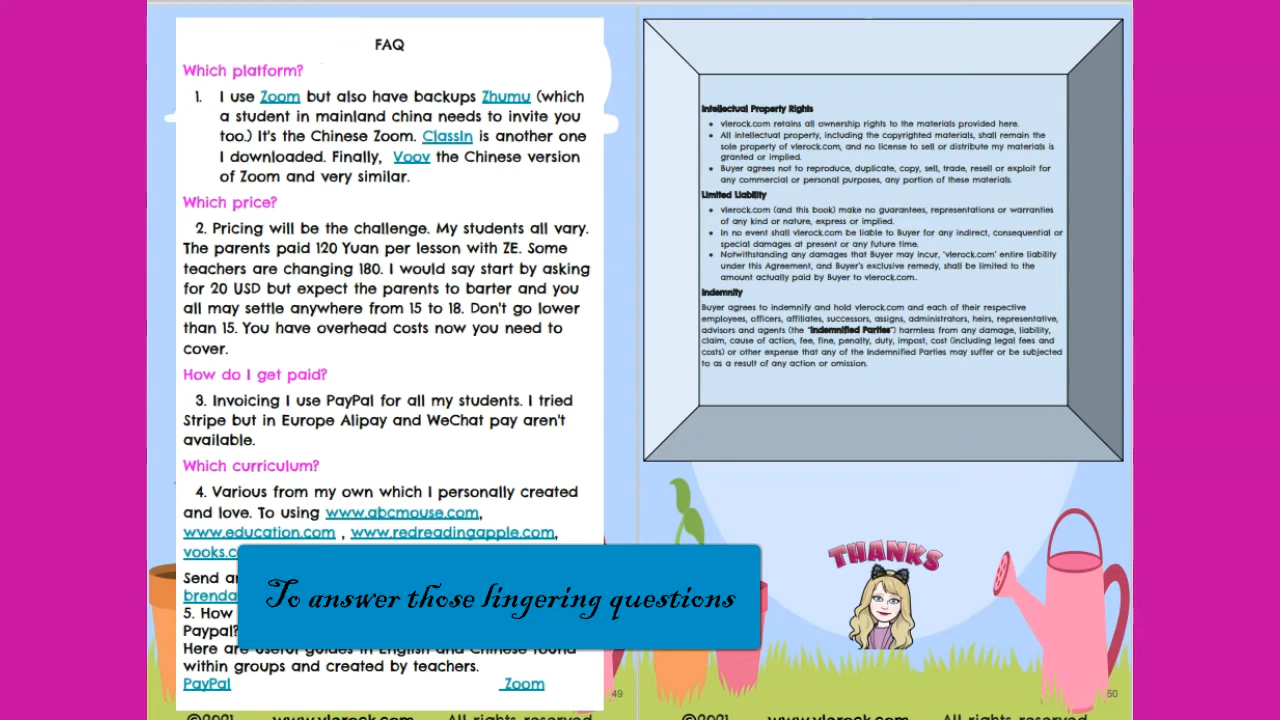 FAQ
Which platform?
1. I use Zoom but also have backups Zhumu (which
a student in mainland china needs to invite you
too.) It's the Chinese Zoom. ClassIn is another one
I downloaded. Finally, Voov the Chinese version
of Zoom and very similar.
Which price?
2. Pricing will be the challenge. My students all vary.
The parents paid 120 Yuan per lesson with ZE. Some
teachers are changing 180. I would say start by asking
for 20 USD but expect the parents to barter and you
all may settle anywhere from 15 to 18. Don't go lower
than 15. You have overhead costs now you need to
cover.
How do I get paid?
3. Invoicing I use PayPal for all my students. I tried
Stripe but in Europe Alipay and WeChat pay aren't
available.
Which curriculum?
4. Various from my own which I personally created
and love. To using www.abcmouse.com,
www.education.com , www.redreadingapple.com,
Send
5. How
Paypal?
Here are useful guides in English and Chinese found
within groups and created by teachers.
PayPal Zoom
49
©2021 www.vlerock.com All rights reserved
To answer those lingering questions
Intellectual Property Rights
• vlerock.com retains all ownership rights to the materials provided here.
• All intellectual property, including the copyrighted materials, shall remain the
sole property of vlerock.com, and no license to sell or distribute my materials is
granted or implied.
• Buyer agrees not to reproduce, duplicate, copy, sell, trade, resell or exploit for
any commercial or personal purposes, any portion of these materials.
Limited Liability
• vlerock.com (and this book) make no guarantees, representations or warranties
of any kind or nature, express or implied.
• In no event shall vlerock.com be liable to Buyer for any indirect, consequential or
special damages at present or any future time.
• Notwithstanding any damages that Buyer may incur, 'vlerock.com' entire liability
under this Agreement, and Buyer's exclusive remedy, shall be limited to the
amount actually paid by Buyer to vlerock.com.
Indemnity
Buyer agrees to indemnify and hold vlerock.com and each of their respective
employees, officers, affiliates, successors, assigns, administrators, heirs, representative,
advisors and agents (the "Indemnified Parties") harmless from any damage, liability,
claim, cause of action, fee, fine, penalty, duty, impost, cost (including legal fees and
costs) or other expense that any of the Indemnified Parties may suffer or be subjected
to as a result of any action or omission.
THANKS
50
©2021 www.vlerock.com All rights reserved